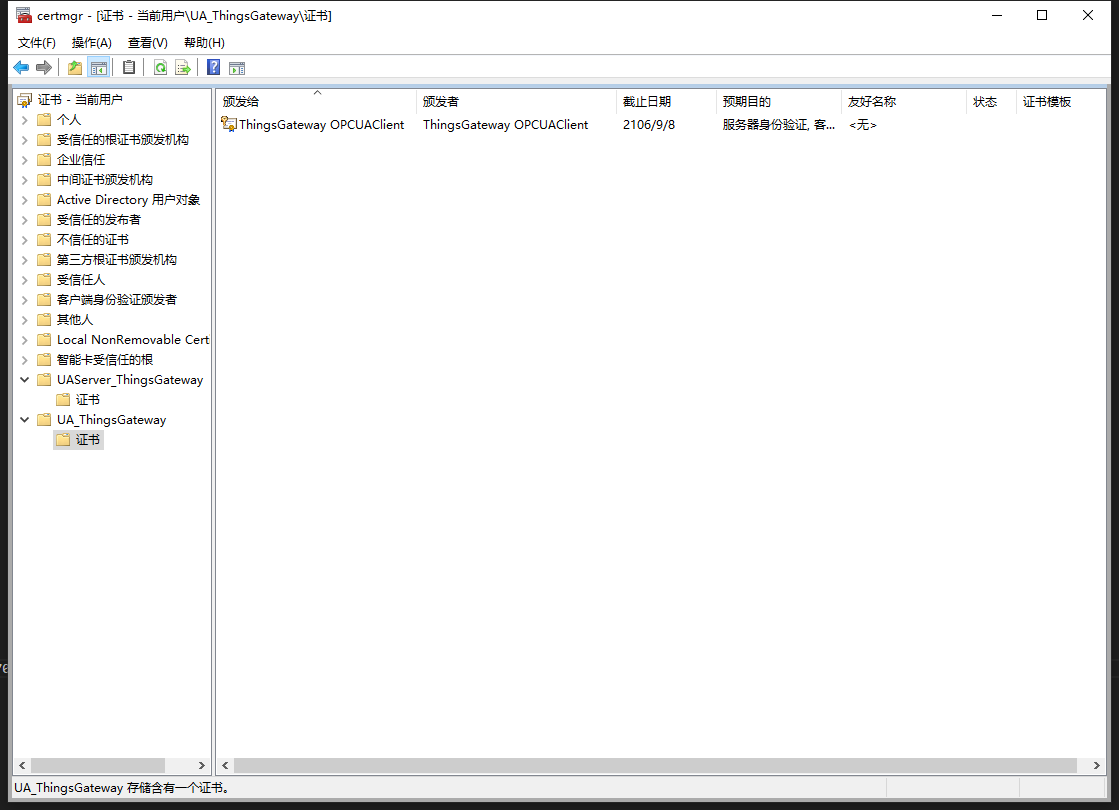 certmgr - [证书 - 当前用户\UA_ThingsGateway\证书]
文件(F) 操作(A) 查看(V) 帮助(H)
证书 - 当前用户
个人
受信任的根证书颁发机构
企业信任
中间证书颁发机构
Active Directory 用户对象
受信任的发布者
不信任的证书
第三方根证书颁发机构
受信任人
客户端身份验证颁发者
其他人
Local NonRemovable Cert
智能卡受信任的根
UAServer_ThingsGateway
证书
UA_ThingsGateway
证书
颁发给 颁发者 截止日期 预期目的 友好名称 状态 证书模板
ThingsGateway OPCUAClient ThingsGateway OPCUAClient 2106/9/8 服务器身份验证, 客... <无>
UA_ThingsGateway 存储含有一个证书。